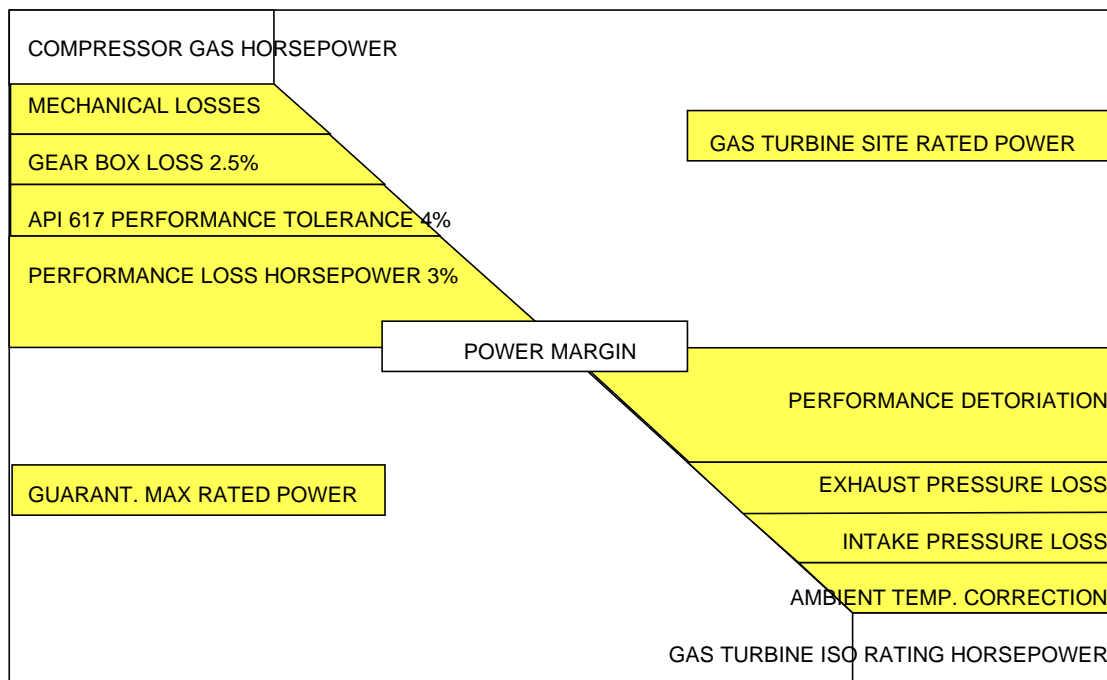 COMPRESSOR GAS HORSEPOWER
MECHANICAL LOSSES
GEAR BOX LOSS 2.5%
API 617 PERFORMANCE TOLERANCE 4%
PERFORMANCE LOSS HORSEPOWER 3%
GAS TURBINE SITE RATED POWER
POWER MARGIN
GUARANT. MAX RATED POWER
PERFORMANCE DETORIATION
EXHAUST PRESSURE LOSS
INTAKE PRESSURE LOSS
AMBIENT TEMP. CORRECTION
GAS TURBINE ISO RATING HORSEPOWER